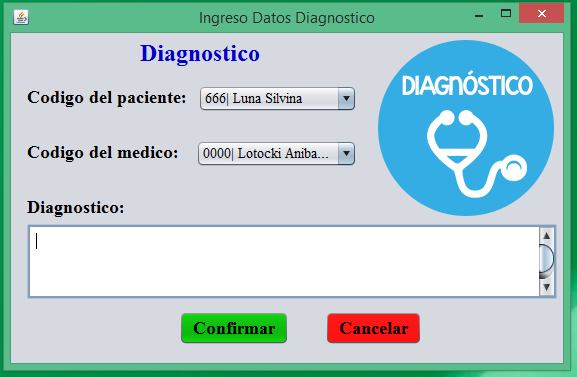 Ingreso Datos Diagnostico
Diagnostico
DIAGNÓSTICO
Codigo del paciente: 666| Luna Silvina
Codigo del medico: 0000| Lotocki Aniba...
Diagnostico:
Confirmar Cancelar